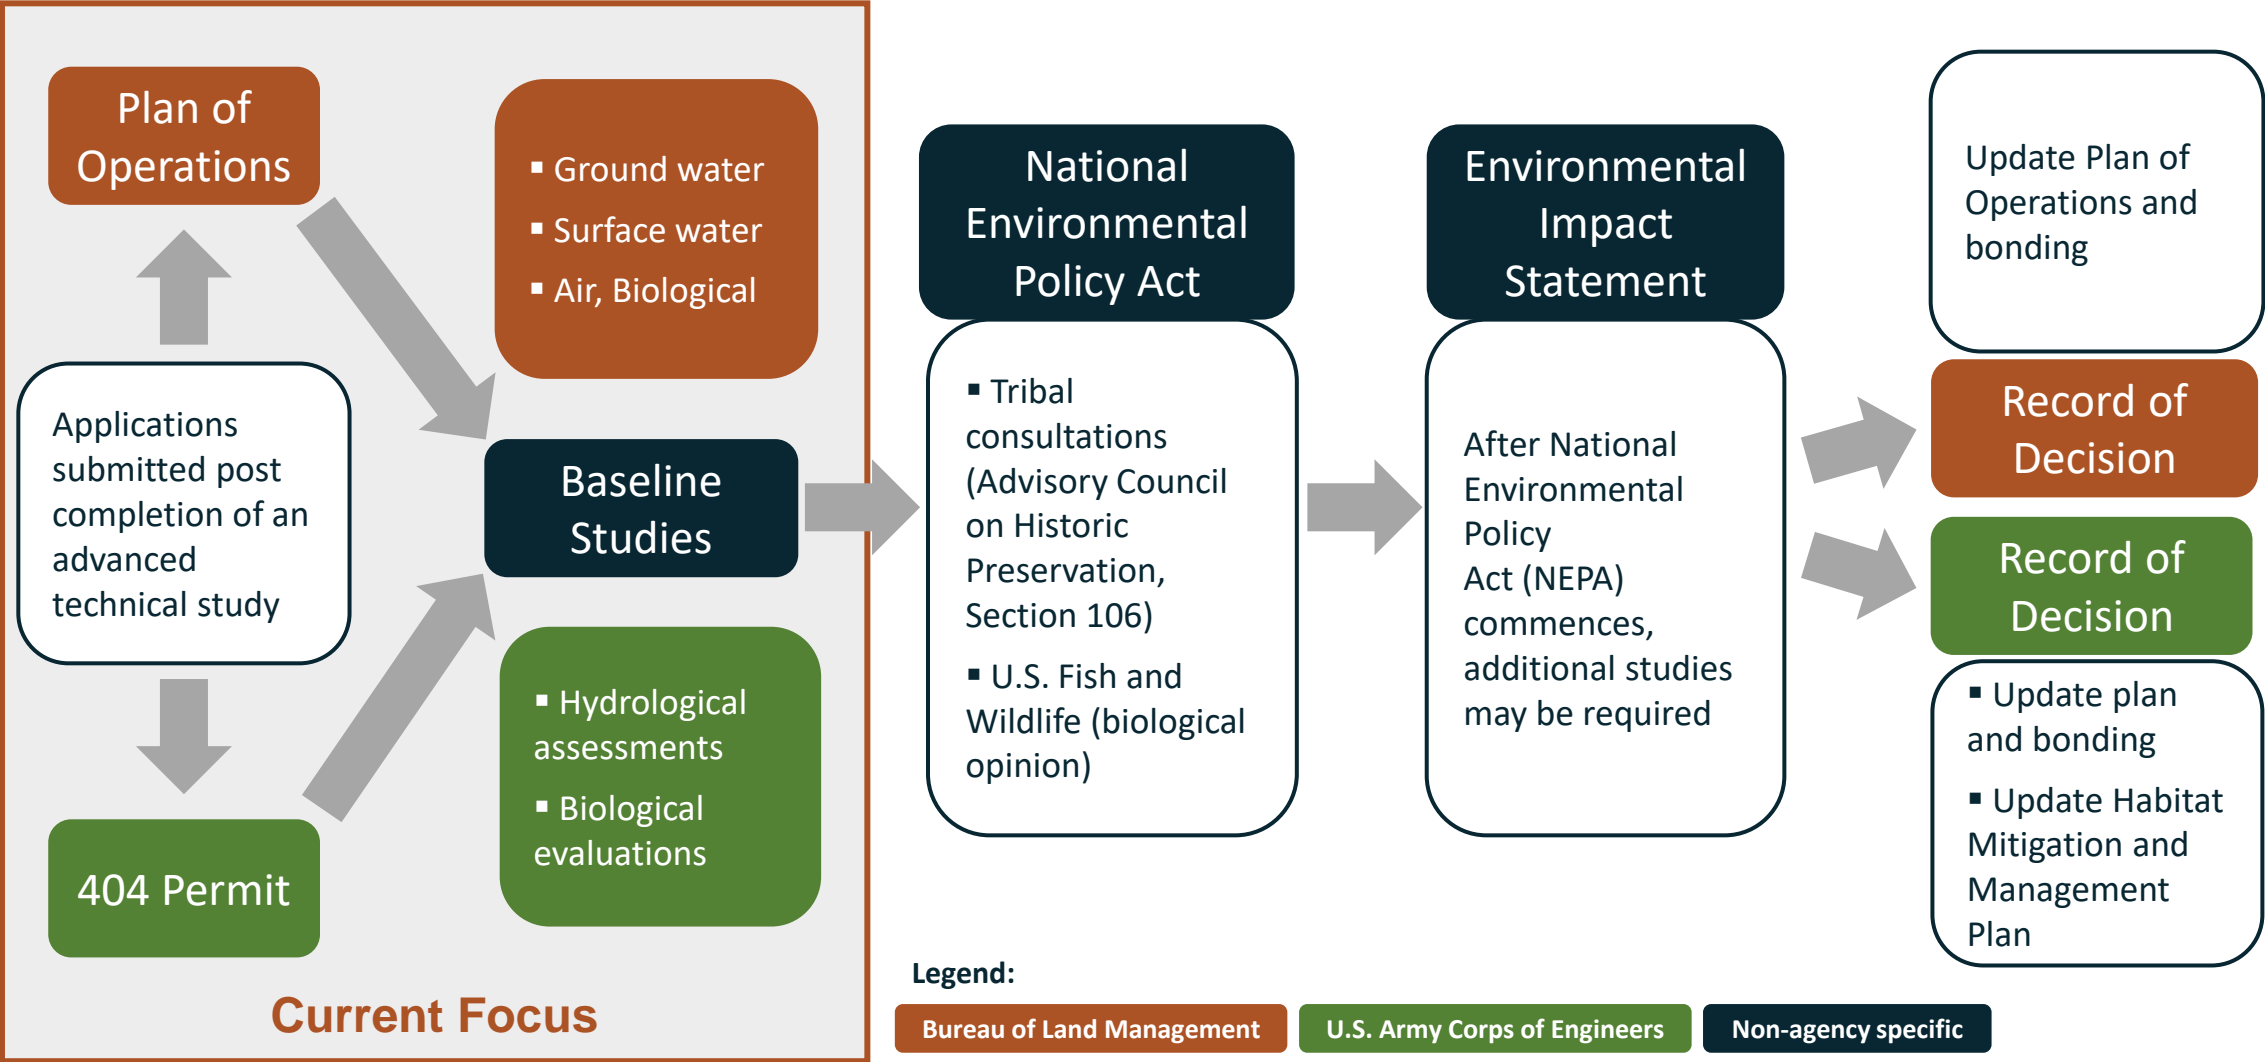 Plan of
Operations
Applications
submitted post
completion of an
advanced
technical study
404 Permit
▪ Ground water
▪ Surface water
▪ Air, Biological
Baseline
Studies
▪ Hydrological
assessments
▪ Biological
evaluations
Current Focus
National
Environmental
Policy Act
▪ Tribal
consultations
(Advisory Council
on Historic
Preservation,
Section 106)
▪ U.S. Fish and
Wildlife (biological
opinion)
Environmental
Impact
Statement
After National
Environmental
Policy
Act (NEPA)
commences,
additional studies
may be required
Update Plan of
Operations and
bonding
Record of
Decision
Record of
Decision
▪ Update plan
and bonding
▪ Update Habitat
Mitigation and
Management
Plan
Legend:
Bureau of Land Management
U.S. Army Corps of Engineers
Non-agency specific